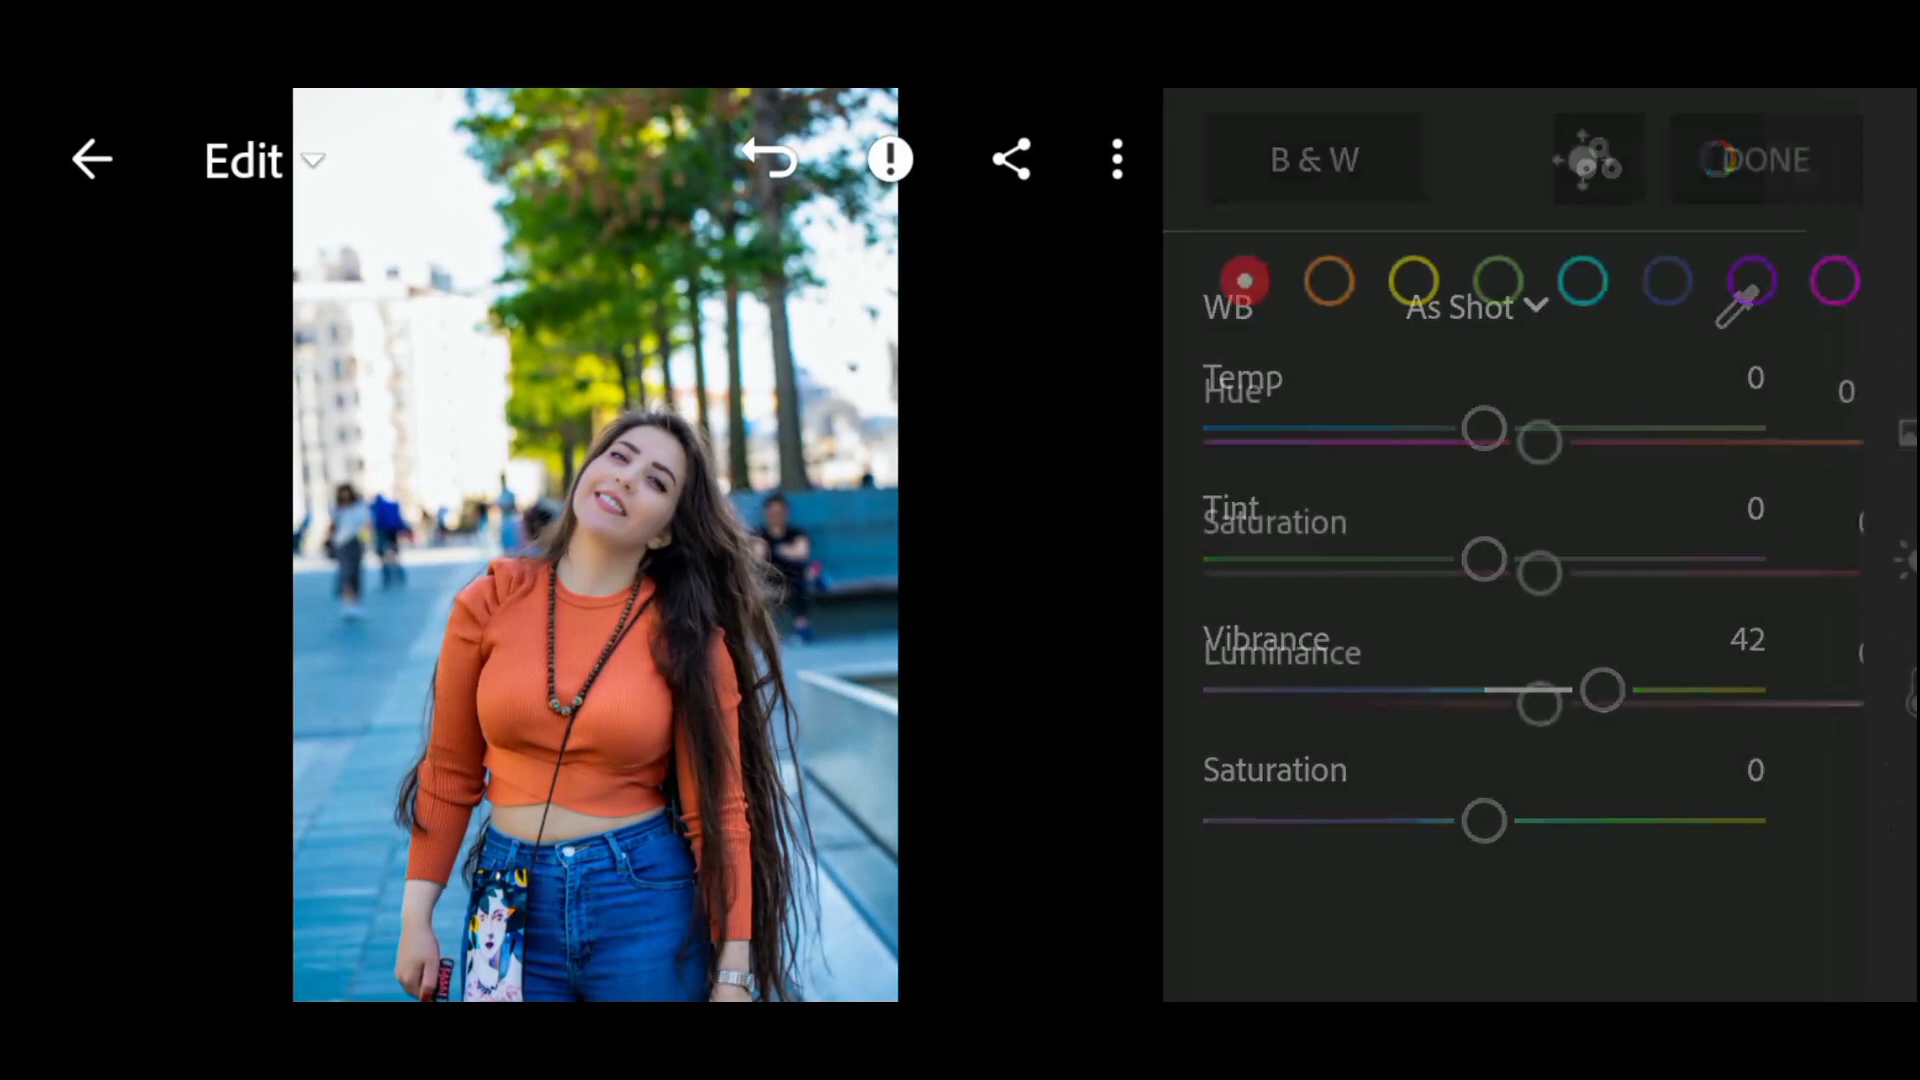 Edit
B & W
DONE
WB As Shot
Temp 0
Hue 0
Tint 0
Saturation
Vibrance 42
Luminance
Saturation 0